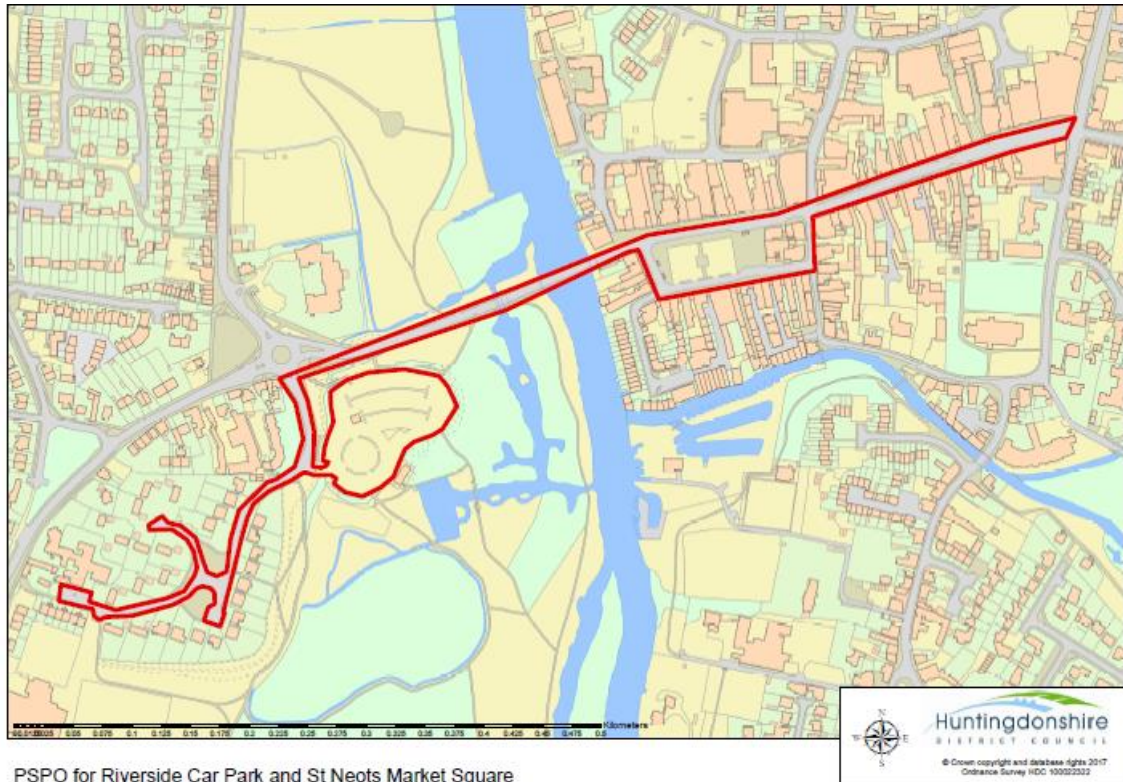 Kilometers
0.05 0.075 0.1 0.125 0.15 0.175 0.2 0.225 0.25 0.275 0.3 0.325 0.35 0.375 0.4 0.425 0.45 0.475 0.5
N
W E
S
Huntingdonshire
DISTRICT COUNCIL
© Crown copyright and database rights 2017
Ordnance Survey HDC 100022322
PSPO for Riverside Car Park and St Neots Market Square